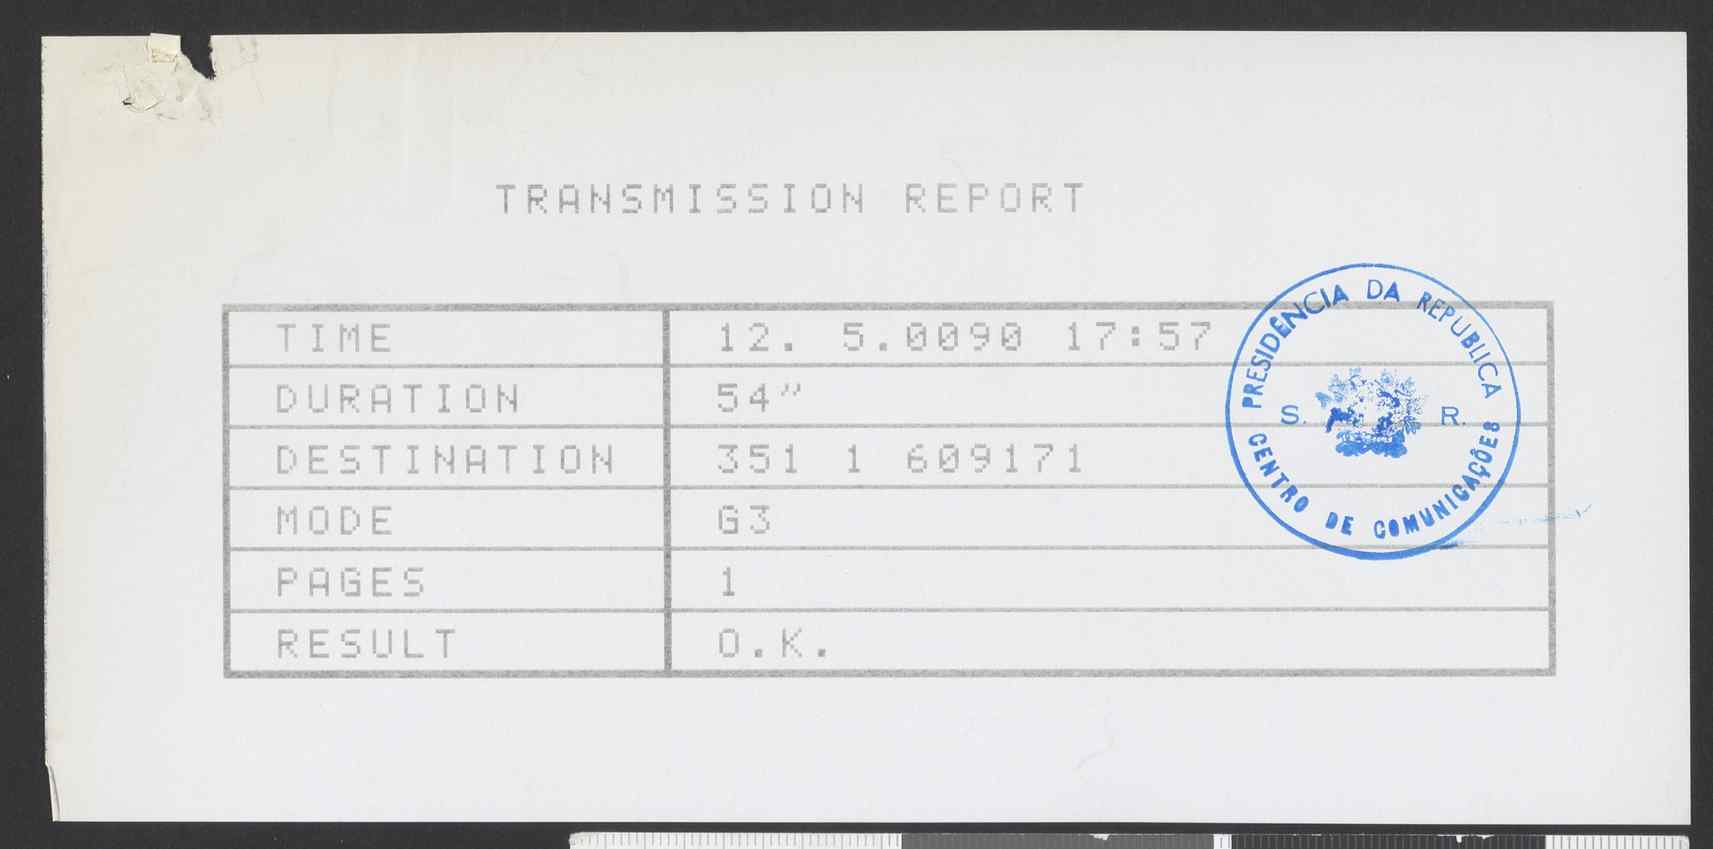 TRANSMISSION REPORT
TIME 12. 5.0090 17:57
DURATION 54"
DESTINATION 351 1 609171
MODE G3
PAGES 1
RESULT O.K.
PRESIDÊNCIA DA REPUBLICA
S. R.
CENTRO DE COMUNICAÇÕES